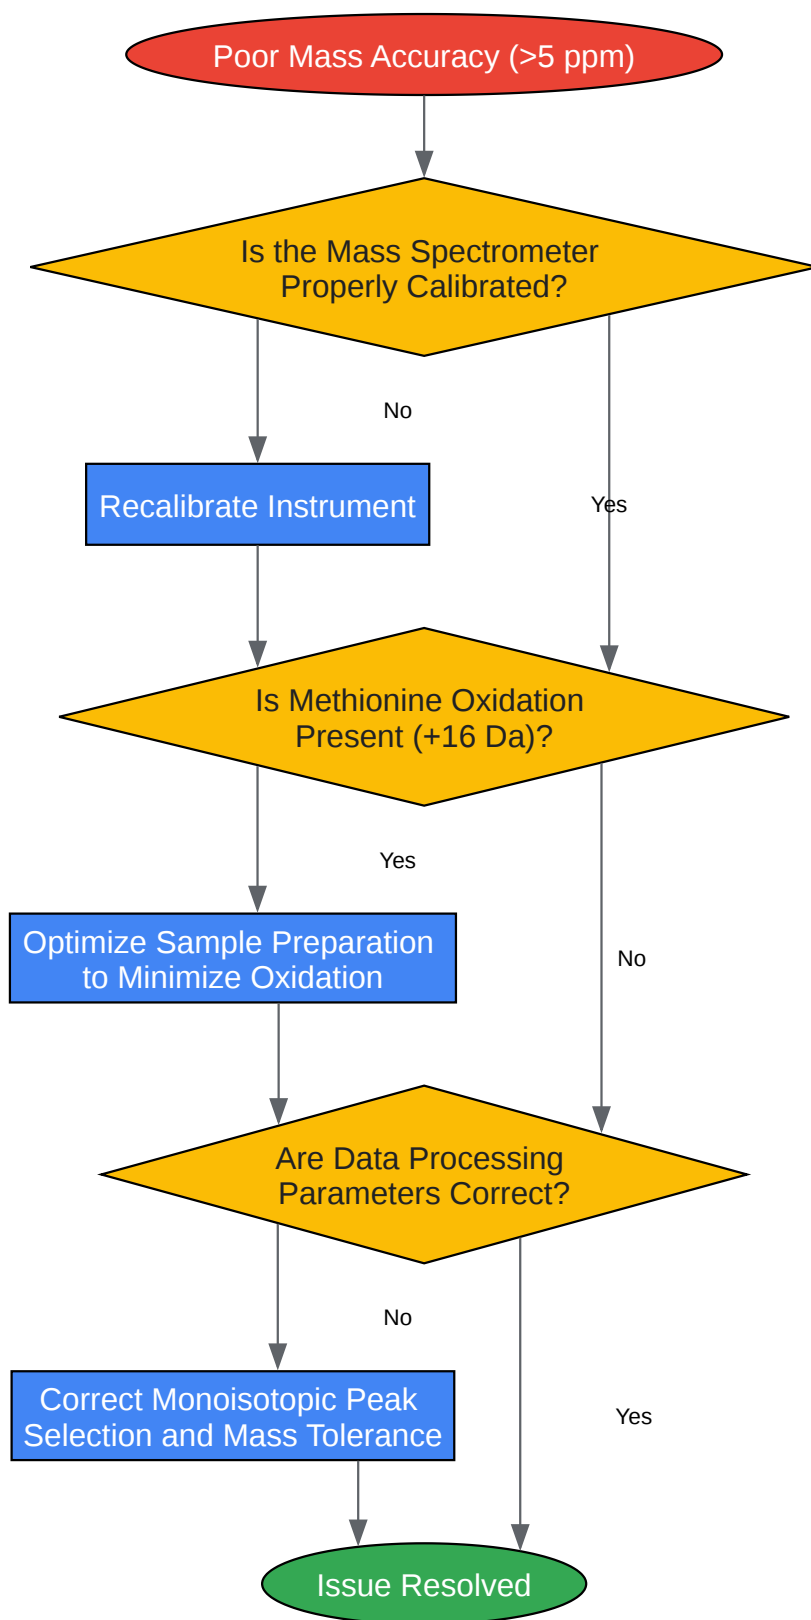 Poor Mass Accuracy (>5 ppm)
Is the Mass Spectrometer
Properly Calibrated?
No
Recalibrate Instrument
Yes
Is Methionine Oxidation
Present (+16 Da)?
Yes
Optimize Sample Preparation
to Minimize Oxidation
No
Are Data Processing
Parameters Correct?
No
Correct Monoisotopic Peak
Selection and Mass Tolerance
Yes
Issue Resolved